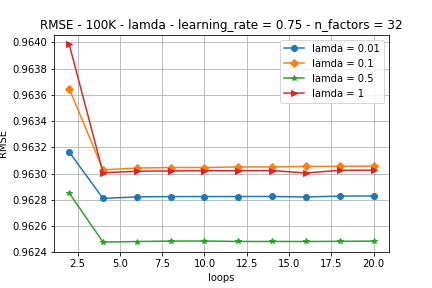 RMSE - 100K - lamda - learning_rate = 0.75 - n_factors = 32
0.9640
0.9638
0.9636
0.9634
0.9632
0.9630
0.9628
0.9626
0.9624
RMSE
lamda = 0.01
lamda = 0.1
lamda = 0.5
lamda = 1
2.5 5.0 7.5 10.0 12.5 15.0 17.5 20.0
loops